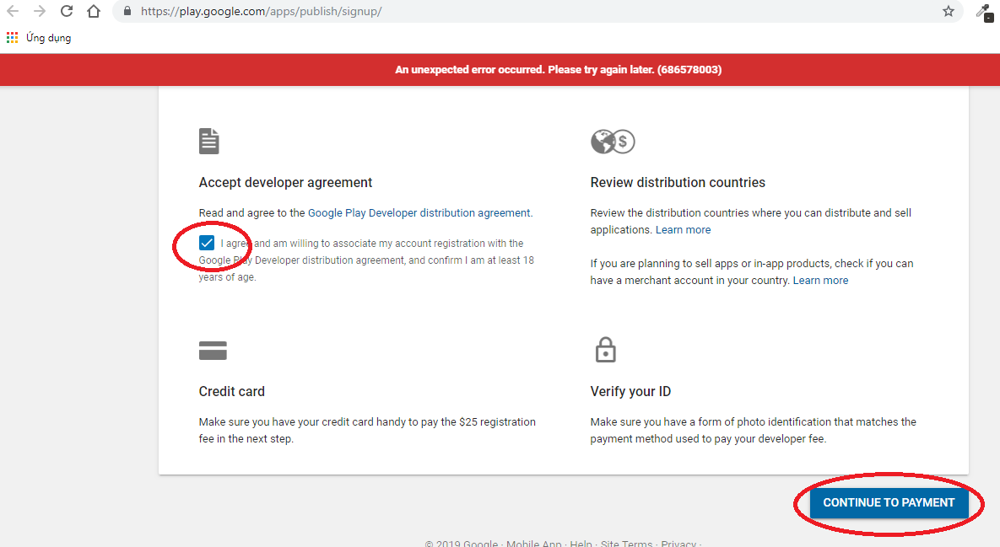 https://play.google.com/apps/publish/signup/
Ứng dụng
An unexpected error occurred. Please try again later. (686578003)
Accept developer agreement
Read and agree to the Google Play Developer distribution agreement.
I agree and am willing to associate my account registration with the
Google Play Developer distribution agreement, and confirm I am at least 18
years of age.
Review distribution countries
Review the distribution countries where you can distribute and sell
applications. Learn more
If you are planning to sell apps or in-app products, check if you can
have a merchant account in your country. Learn more
Credit card
Make sure you have your credit card handy to pay the $25 registration
fee in the next step.
Verify your ID
Make sure you have a form of photo identification that matches the
payment method used to pay your developer fee.
CONTINUE TO PAYMENT
© 2019 Google · Mobile App · Help · Site Terms · Privacy ·